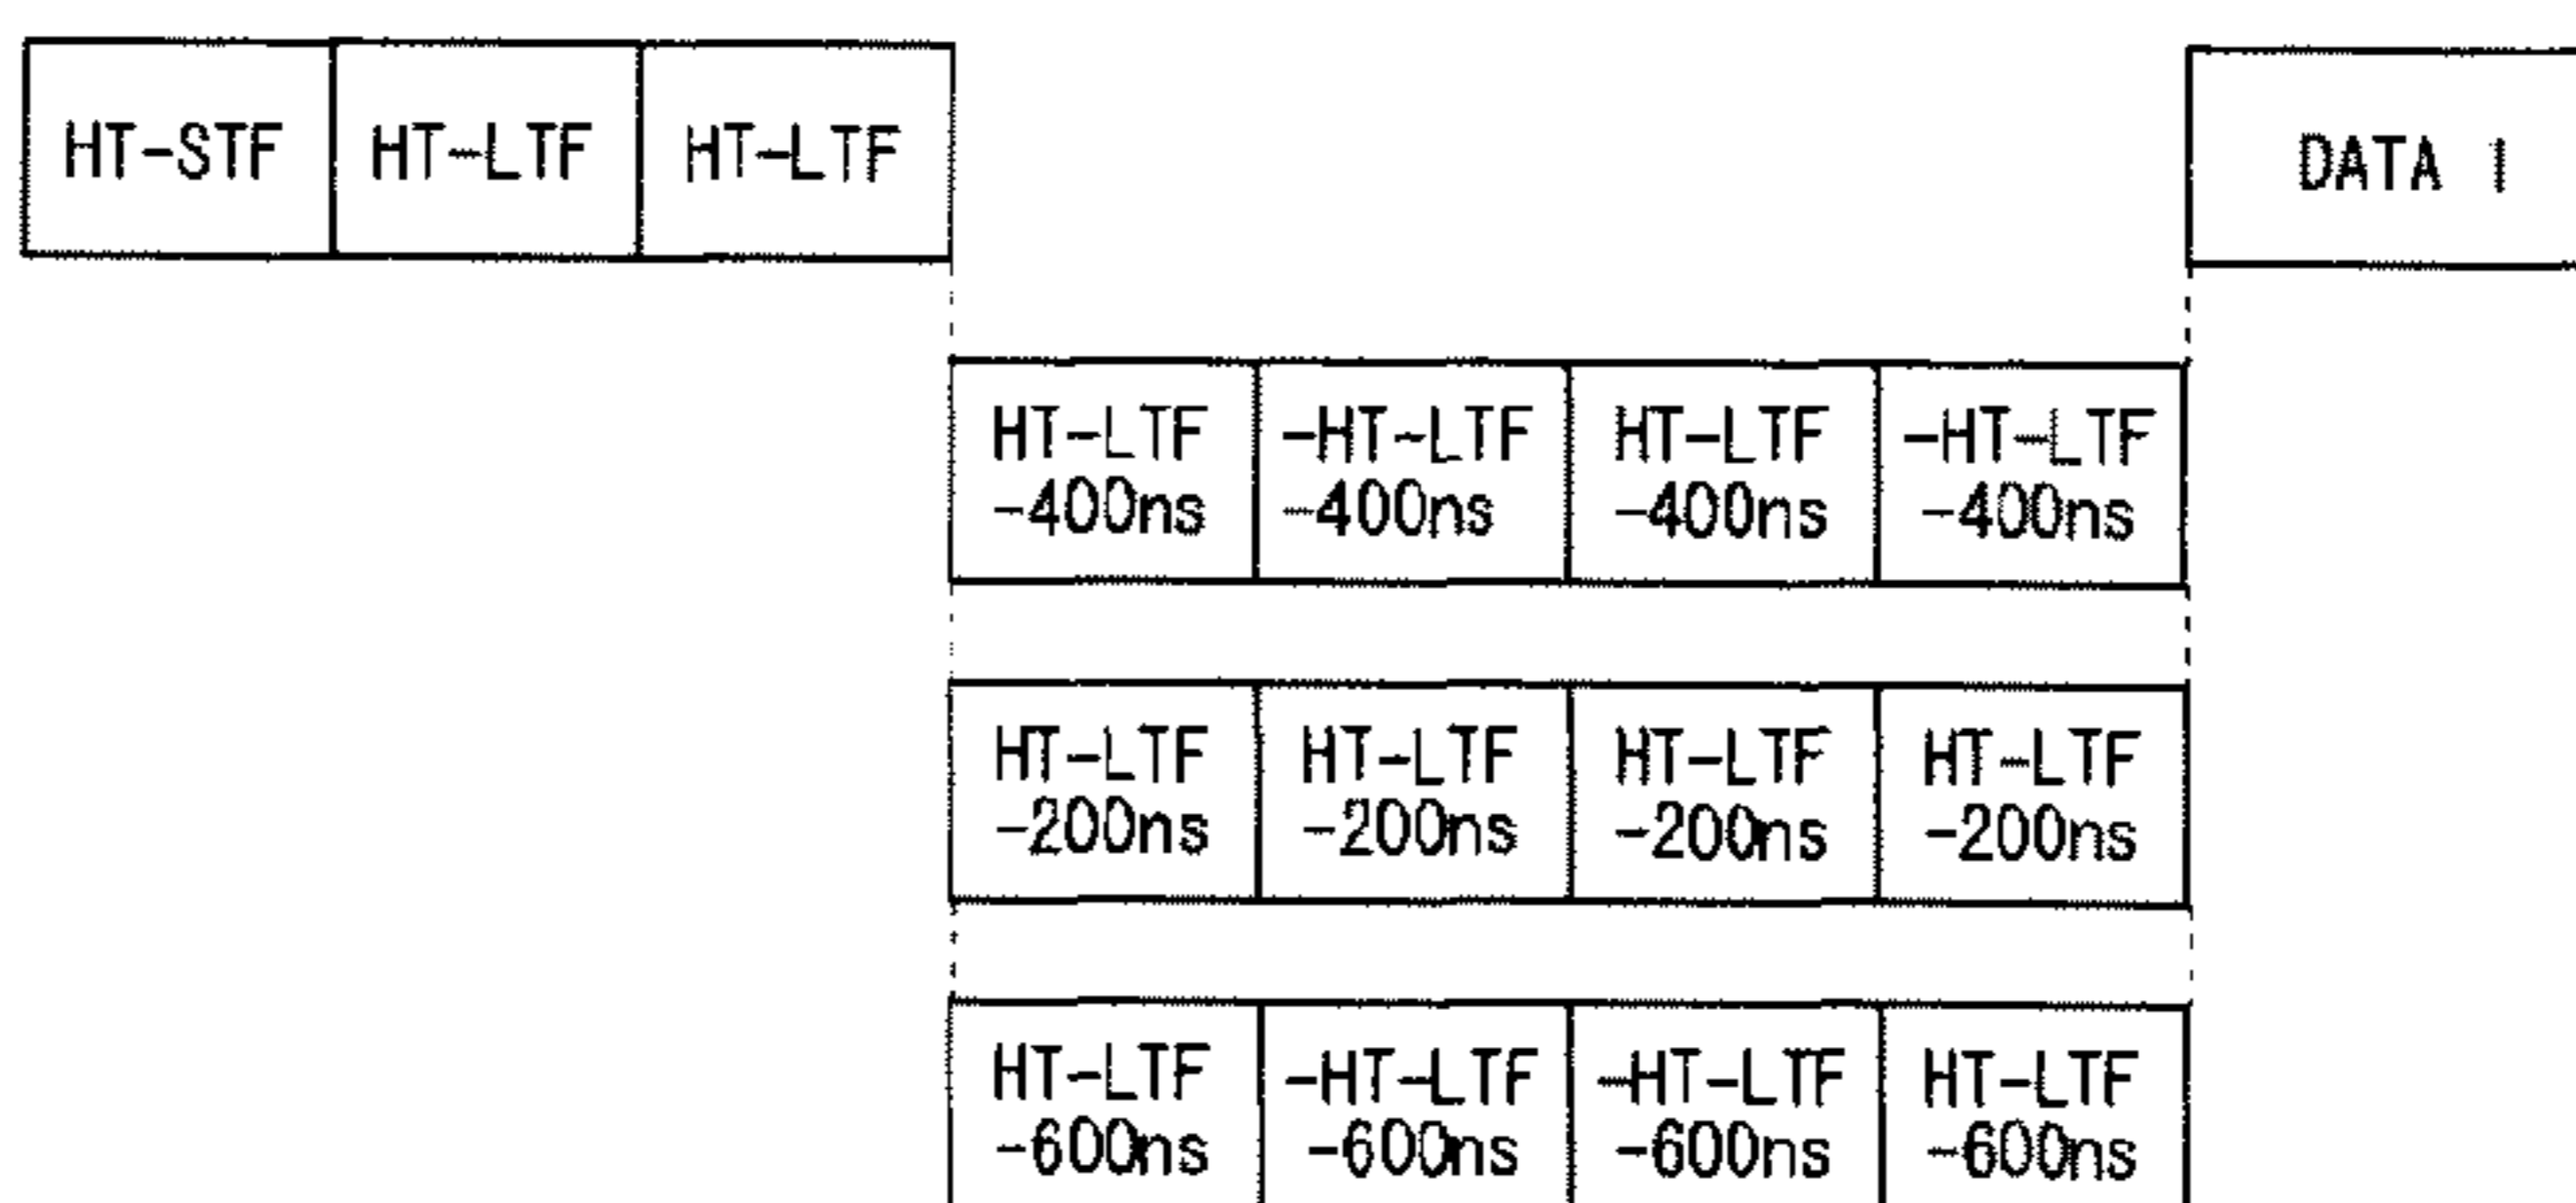 HT-STF HT-LTF HT-LTF DATA 1
HT-LTF -HT-LTF HT-LTF -HT-LTF
-400ns -400ns -400ns -400ns
HT-LTF HT-LTF HT-LTF HT-LTF
-200ns -200ns -200ns -200ns
HT-LTF -HT-LTF -HT-LTF HT-LTF
-600ns -600ns -600ns -600ns